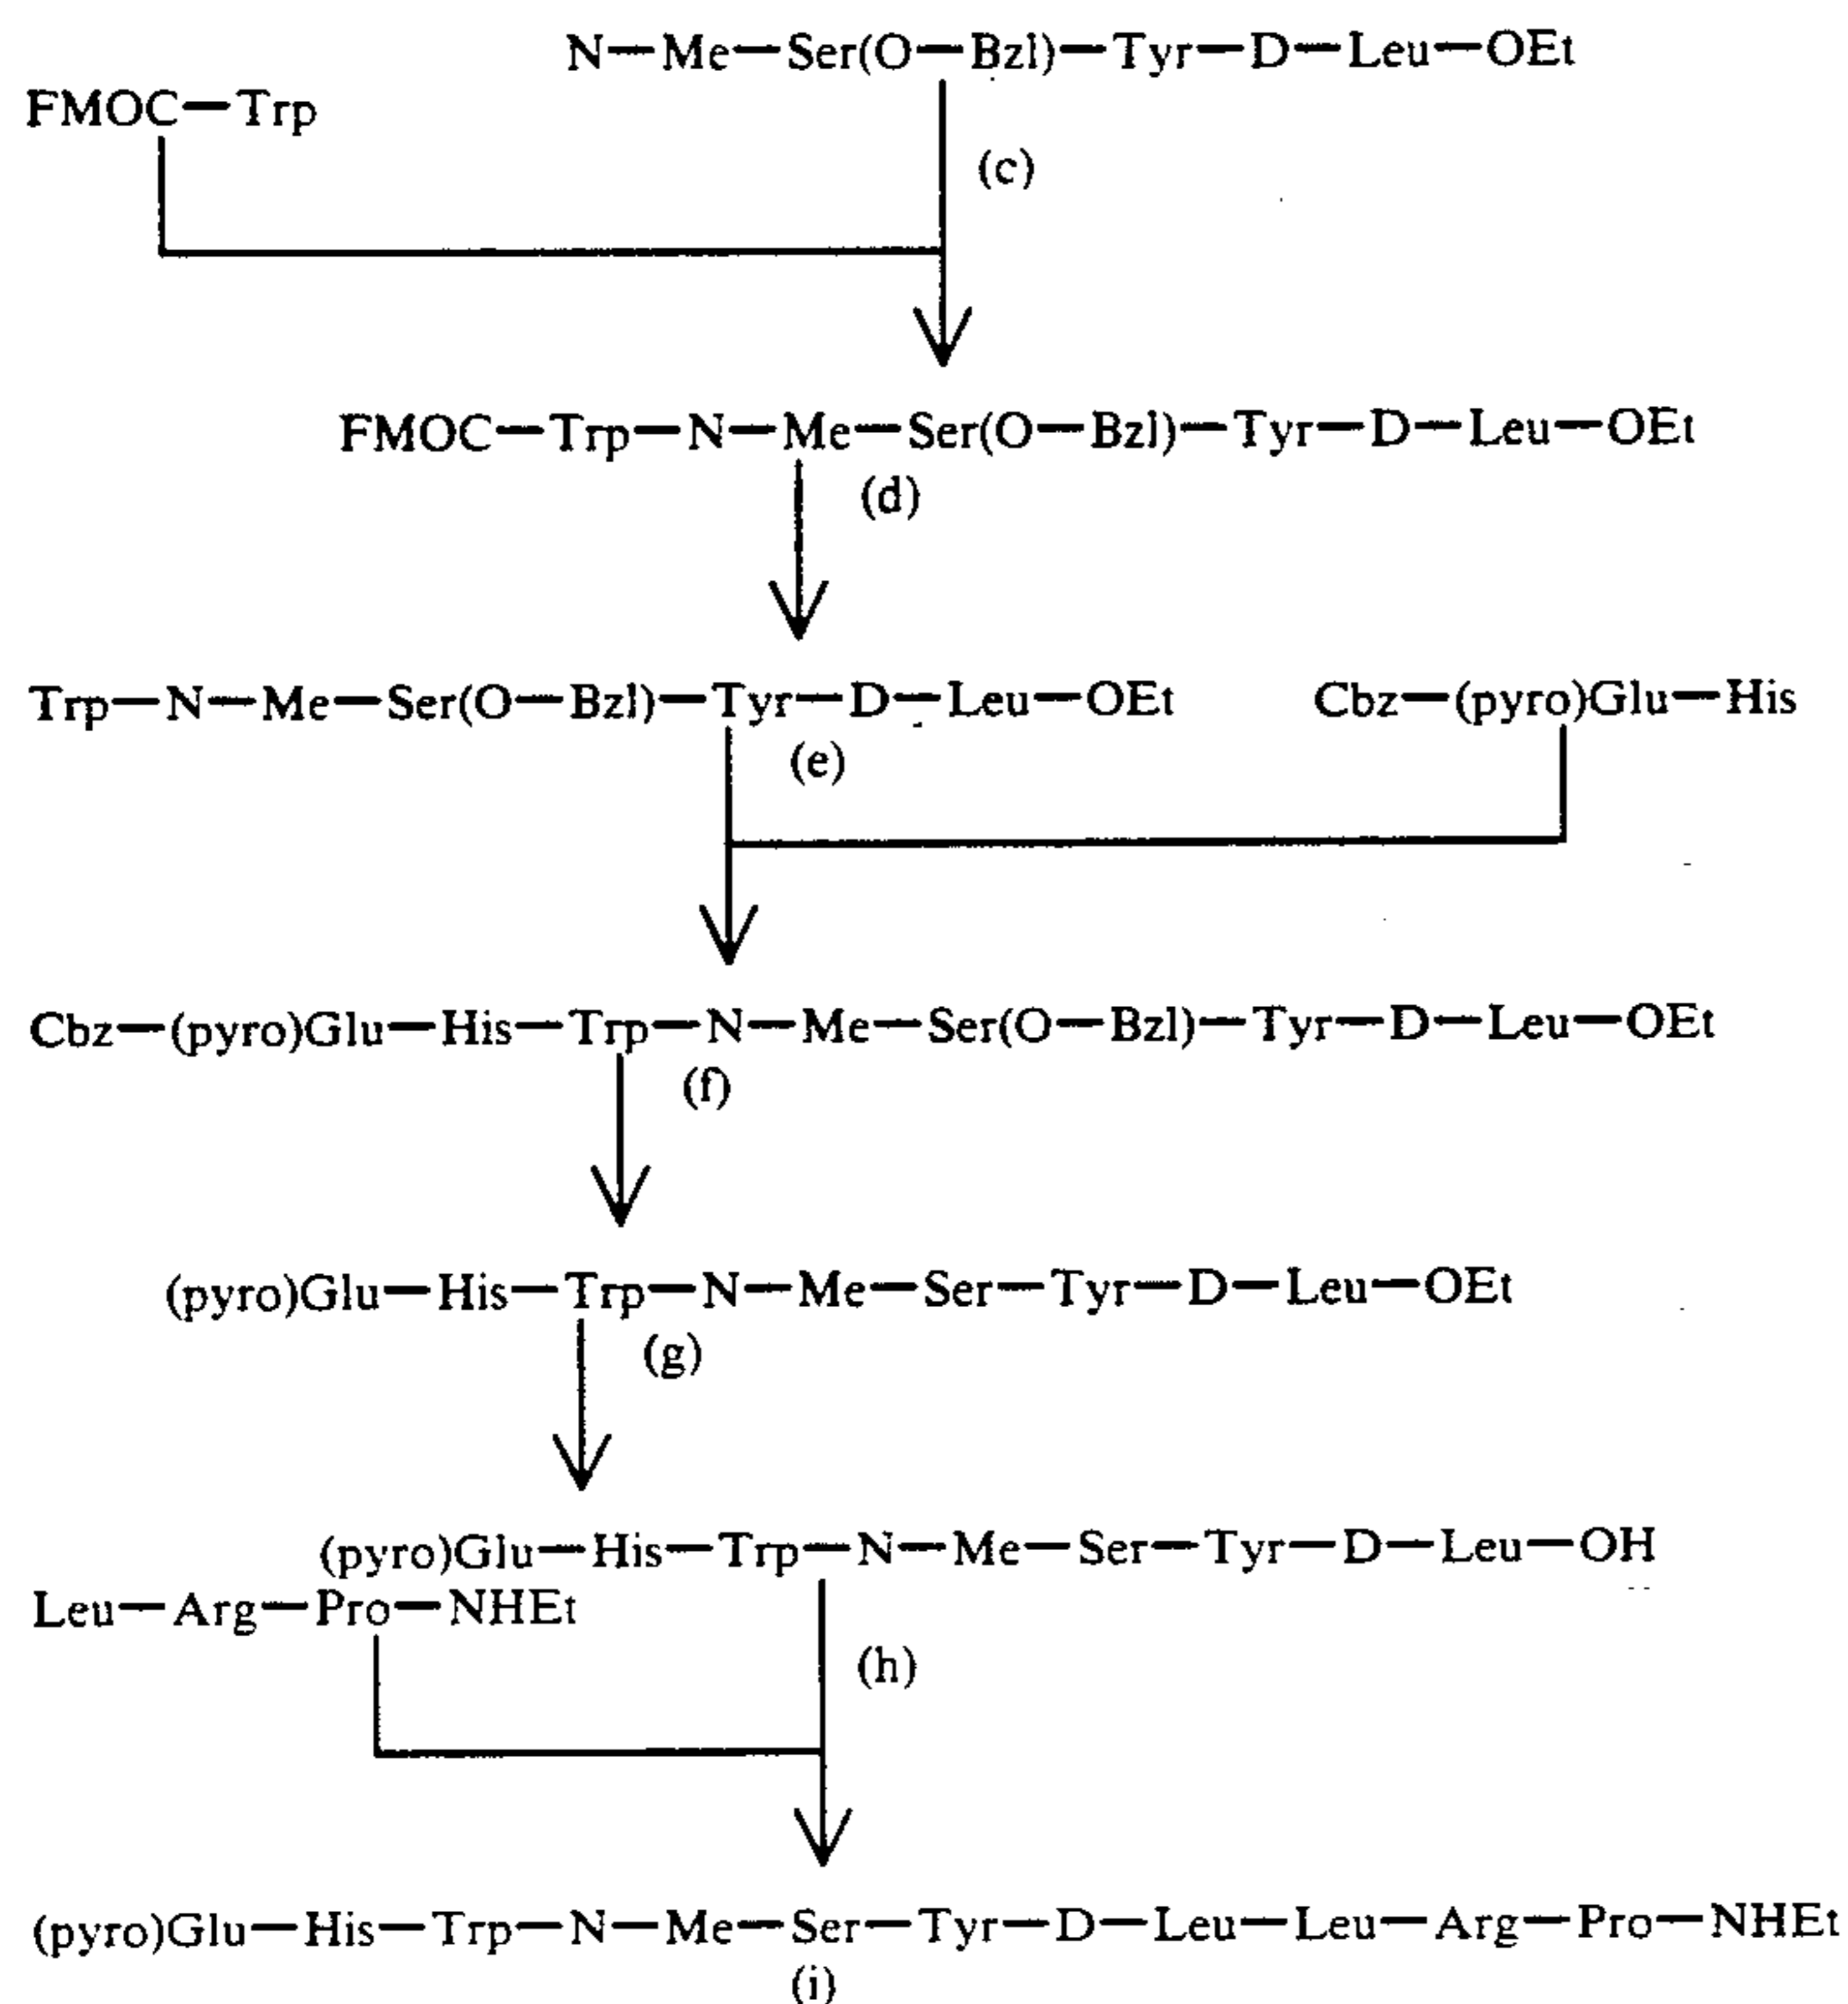 N—Me—Ser(O—Bzl)—Tyr—D—Leu—OEt
FMOC—Trp
(c)
FMOC—Trp—N—Me—Ser(O—Bzl)—Tyr—D—Leu—OEt
(d)
Trp—N—Me—Ser(O—Bzl)—Tyr—D—Leu—OEt Cbz—(pyro)Glu—His
(e)
Cbz—(pyro)Glu—His—Trp—N—Me—Ser(O—Bzl)—Tyr—D—Leu—OEt
(f)
(pyro)Glu—His—Trp—N—Me—Ser—Tyr—D—Leu—OEt
(g)
(pyro)Glu—His—Trp—N—Me—Ser—Tyr—D—Leu—OH
Leu—Arg—Pro—NHEt
(h)
(pyro)Glu—His—Trp—N—Me—Ser—Tyr—D—Leu—Leu—Arg—Pro—NHEt
(i)